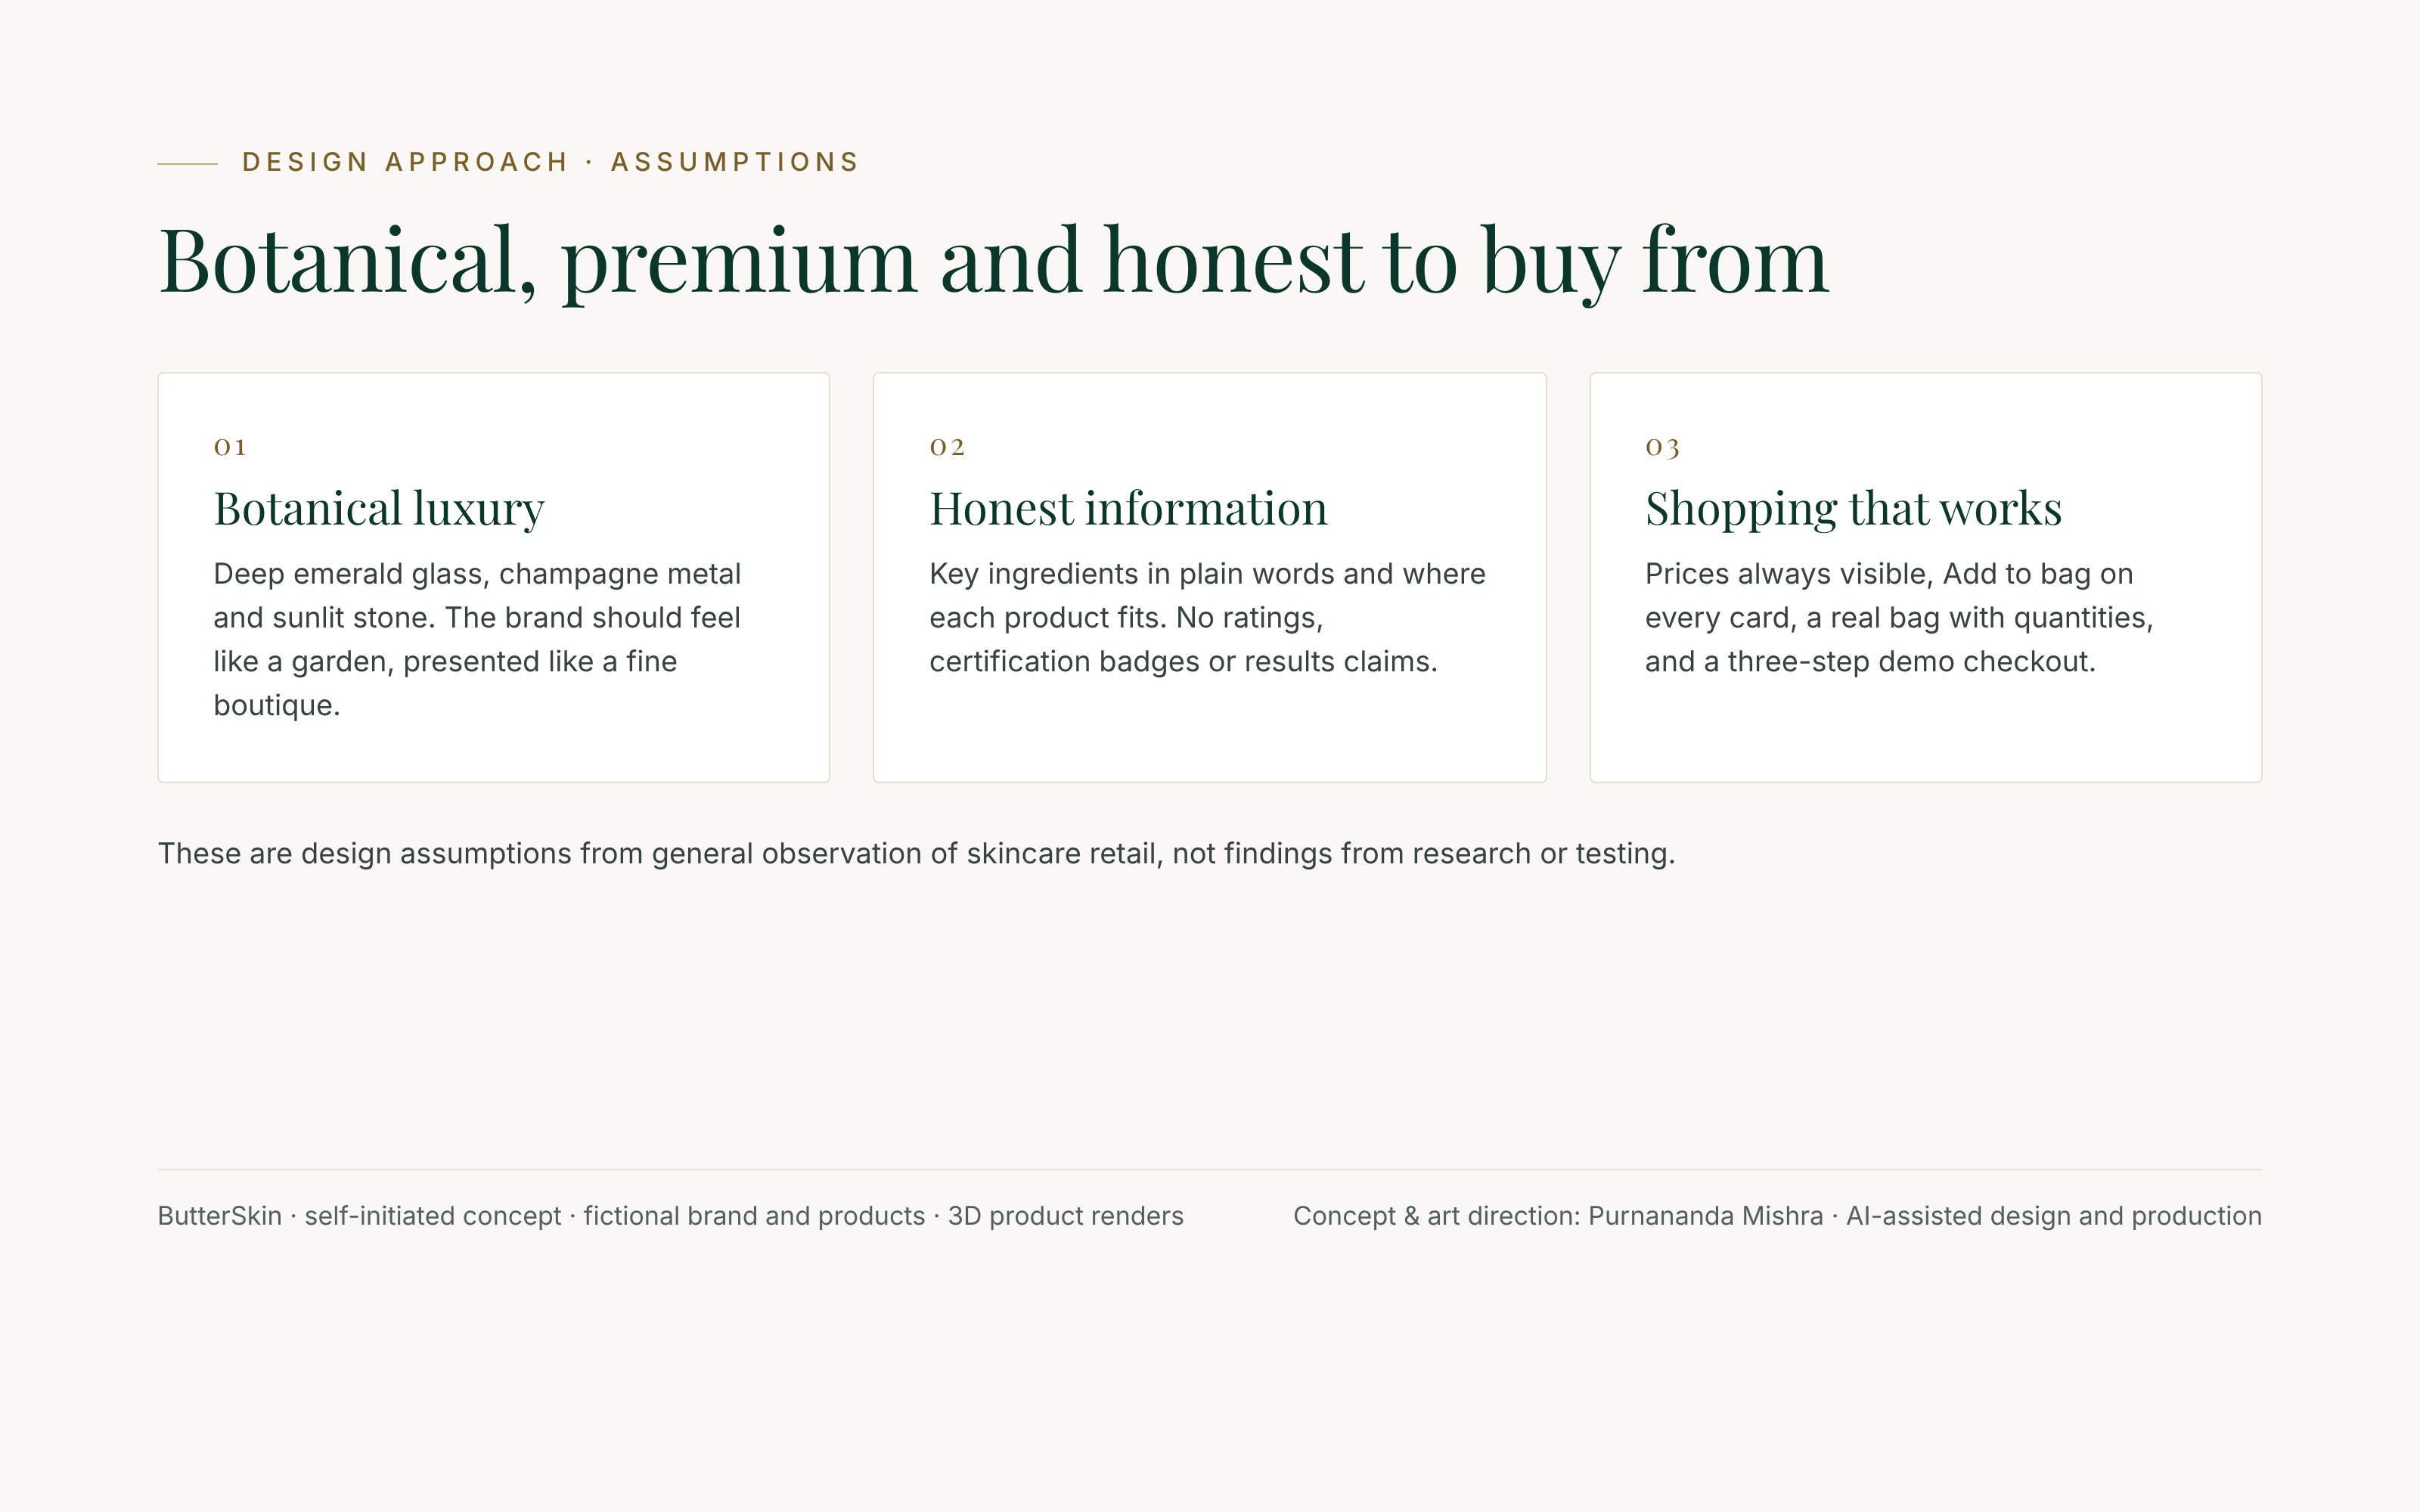 DESIGN APPROACH · ASSUMPTIONS
Botanical, premium and honest to buy from
01
Botanical luxury
Deep emerald glass, champagne metal
and sunlit stone. The brand should feel
like a garden, presented like a fine
boutique.
02
Honest information
Key ingredients in plain words and where
each product fits. No ratings,
certification badges or results claims.
03
Shopping that works
Prices always visible, Add to bag on
every card, a real bag with quantities,
and a three-step demo checkout.
These are design assumptions from general observation of skincare retail, not findings from research or testing.
ButterSkin · self-initiated concept · fictional brand and products · 3D product renders
Concept & art direction: Purnananda Mishra · AI-assisted design and production